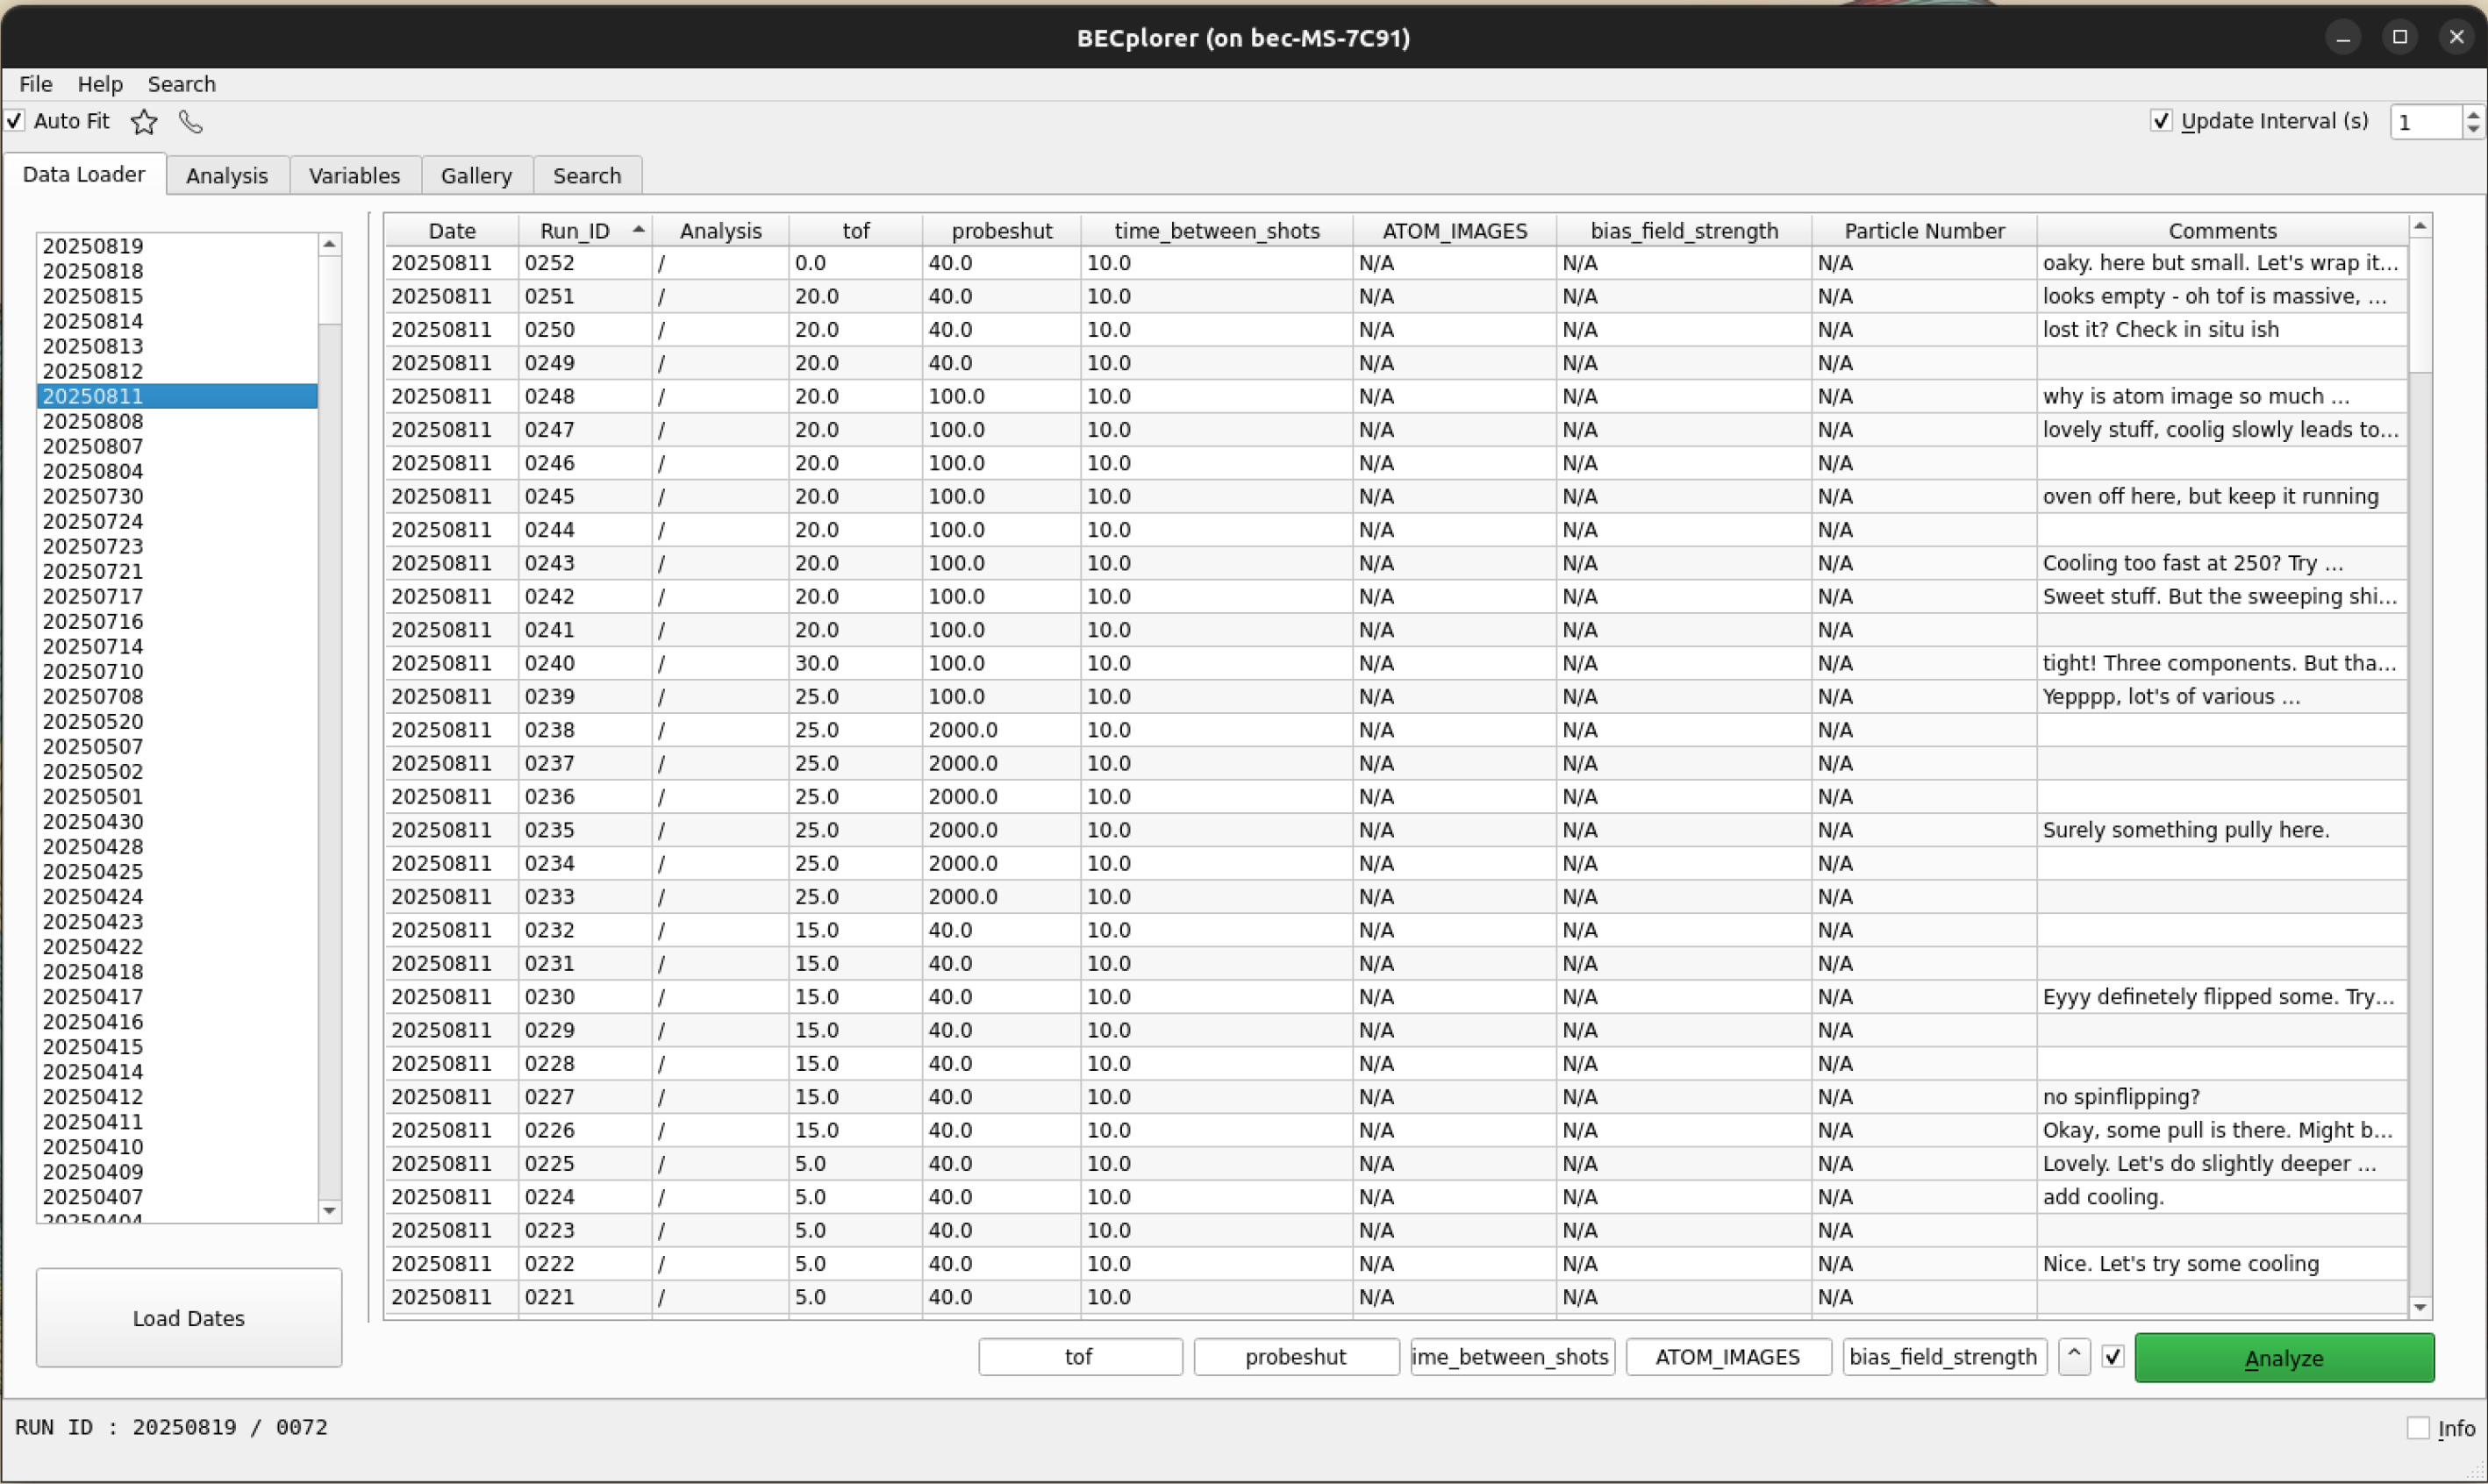 BECplorer (on bec-MS-7C91)
File Help Search
Auto Fit Update Interval (s) 1
Data Loader Analysis Variables Gallery Search
20250819
20250818
20250815
20250814
20250813
20250812
20250811
20250808
20250807
20250804
20250730
20250724
20250723
20250721
20250717
20250716
20250714
20250710
20250708
20250520
20250507
20250502
20250501
20250430
20250428
20250425
20250424
20250423
20250422
20250418
20250417
20250416
20250415
20250414
20250412
20250411
20250410
20250409
20250407
20250404
Load Dates
Date Run_ID Analysis tof probeshut time_between_shots ATOM_IMAGES bias_field_strength Particle Number Comments
20250811 0252 / 0.0 40.0 10.0 N/A N/A N/A oaky. here but small. Let's wrap it...
20250811 0251 / 20.0 40.0 10.0 N/A N/A N/A looks empty - oh tof is massive, ...
20250811 0250 / 20.0 40.0 10.0 N/A N/A N/A lost it? Check in situ ish
20250811 0249 / 20.0 40.0 10.0 N/A N/A N/A
20250811 0248 / 20.0 100.0 10.0 N/A N/A N/A why is atom image so much ...
20250811 0247 / 20.0 100.0 10.0 N/A N/A N/A lovely stuff, coolig slowly leads to...
20250811 0246 / 20.0 100.0 10.0 N/A N/A N/A
20250811 0245 / 20.0 100.0 10.0 N/A N/A N/A oven off here, but keep it running
20250811 0244 / 20.0 100.0 10.0 N/A N/A N/A
20250811 0243 / 20.0 100.0 10.0 N/A N/A N/A Cooling too fast at 250? Try ...
20250811 0242 / 20.0 100.0 10.0 N/A N/A N/A Sweet stuff. But the sweeping shi...
20250811 0241 / 20.0 100.0 10.0 N/A N/A N/A
20250811 0240 / 30.0 100.0 10.0 N/A N/A N/A tight! Three components. But tha...
20250811 0239 / 25.0 100.0 10.0 N/A N/A N/A Yepppp, lot's of various ...
20250811 0238 / 25.0 2000.0 10.0 N/A N/A N/A
20250811 0237 / 25.0 2000.0 10.0 N/A N/A N/A
20250811 0236 / 25.0 2000.0 10.0 N/A N/A N/A
20250811 0235 / 25.0 2000.0 10.0 N/A N/A N/A Surely something pully here.
20250811 0234 / 25.0 2000.0 10.0 N/A N/A N/A
20250811 0233 / 25.0 2000.0 10.0 N/A N/A N/A
20250811 0232 / 15.0 40.0 10.0 N/A N/A N/A
20250811 0231 / 15.0 40.0 10.0 N/A N/A N/A
20250811 0230 / 15.0 40.0 10.0 N/A N/A N/A Eyyy definetely flipped some. Try...
20250811 0229 / 15.0 40.0 10.0 N/A N/A N/A
20250811 0228 / 15.0 40.0 10.0 N/A N/A N/A
20250811 0227 / 15.0 40.0 10.0 N/A N/A N/A no spinflipping?
20250811 0226 / 15.0 40.0 10.0 N/A N/A N/A Okay, some pull is there. Might b...
20250811 0225 / 5.0 40.0 10.0 N/A N/A N/A Lovely. Let's do slightly deeper ...
20250811 0224 / 5.0 40.0 10.0 N/A N/A N/A add cooling.
20250811 0223 / 5.0 40.0 10.0 N/A N/A N/A
20250811 0222 / 5.0 40.0 10.0 N/A N/A N/A Nice. Let's try some cooling
20250811 0221 / 5.0 40.0 10.0 N/A N/A N/A
tof probeshut ime_between_shots ATOM_IMAGES bias_field_strength ^ Analyze
RUN ID : 20250819 / 0072 Info